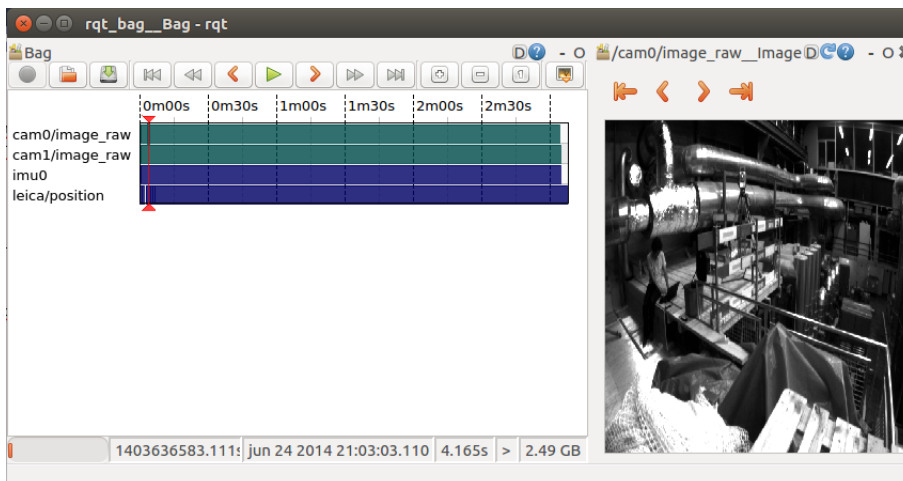 rqt_bag__Bag - rqt
Bag D - O
/cam0/image_raw__Image D - O
0m00s 0m30s 1m00s 1m30s 2m00s 2m30s
cam0/image_raw
cam1/image_raw
imu0
leica/position
1403636583.111s jun 24 2014 21:03:03.110 4.165s > 2.49 GB